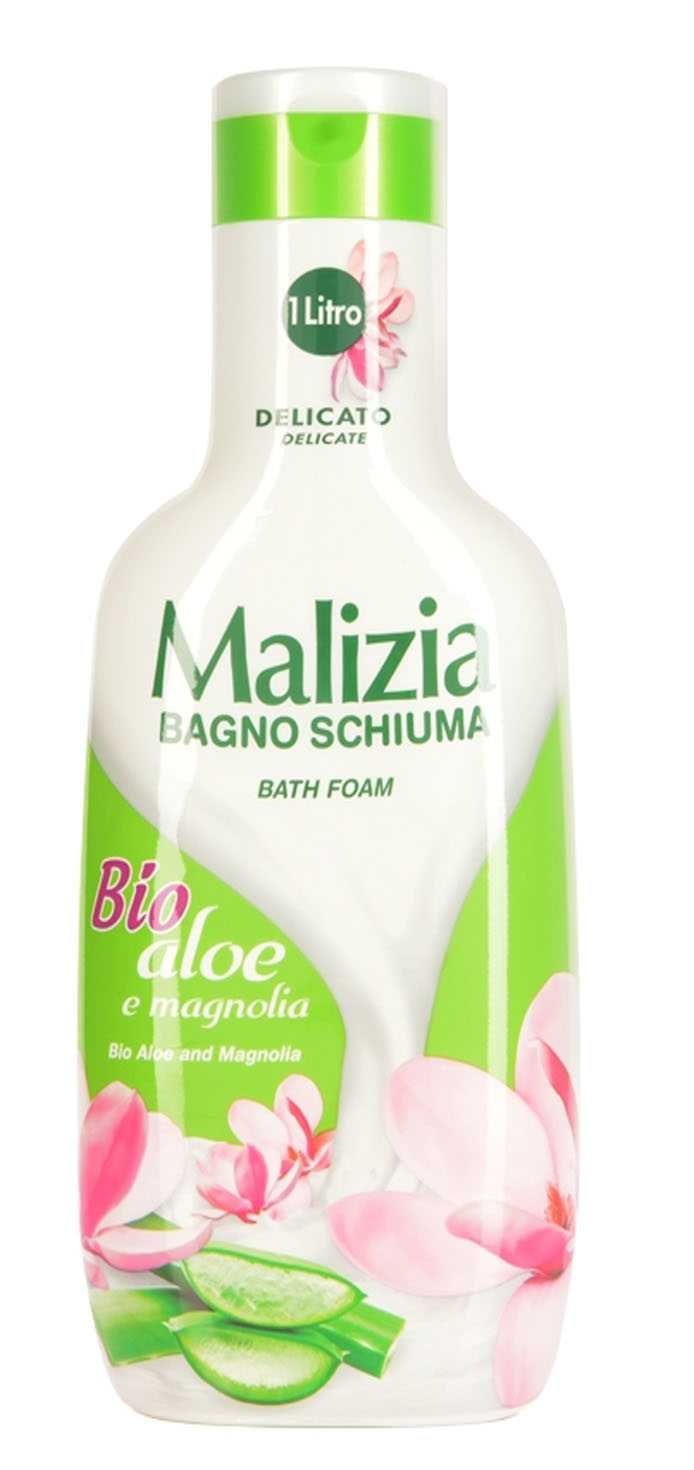 1 Litro
DELICATO
DELICATE
Malizia
BAGNO SCHIUMA
BATH FOAM
Bio
aloe
e magnolia
Bio Aloe and Magnolia